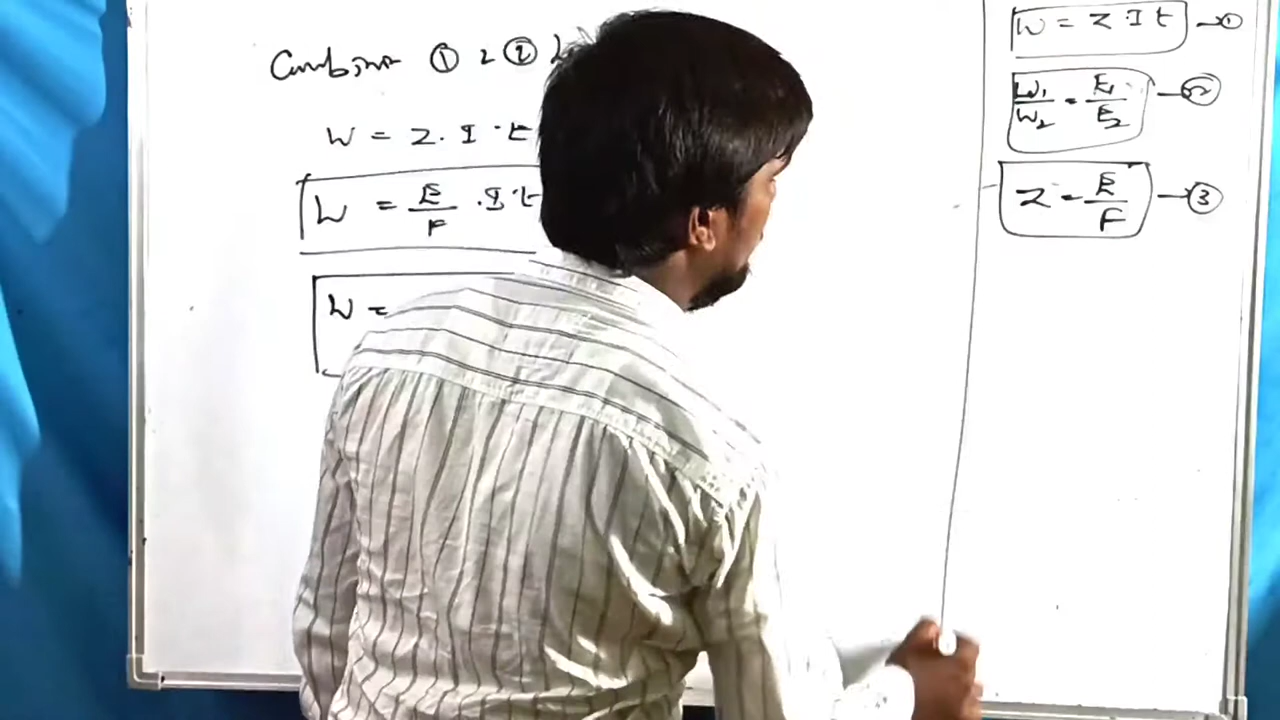 Combine ① & ②
W = Z . I . t
W = E/F . I t
W =
W = Z I t → ①
W₁/W₂ = E₁/E₂ → ②
Z = E/F → ③